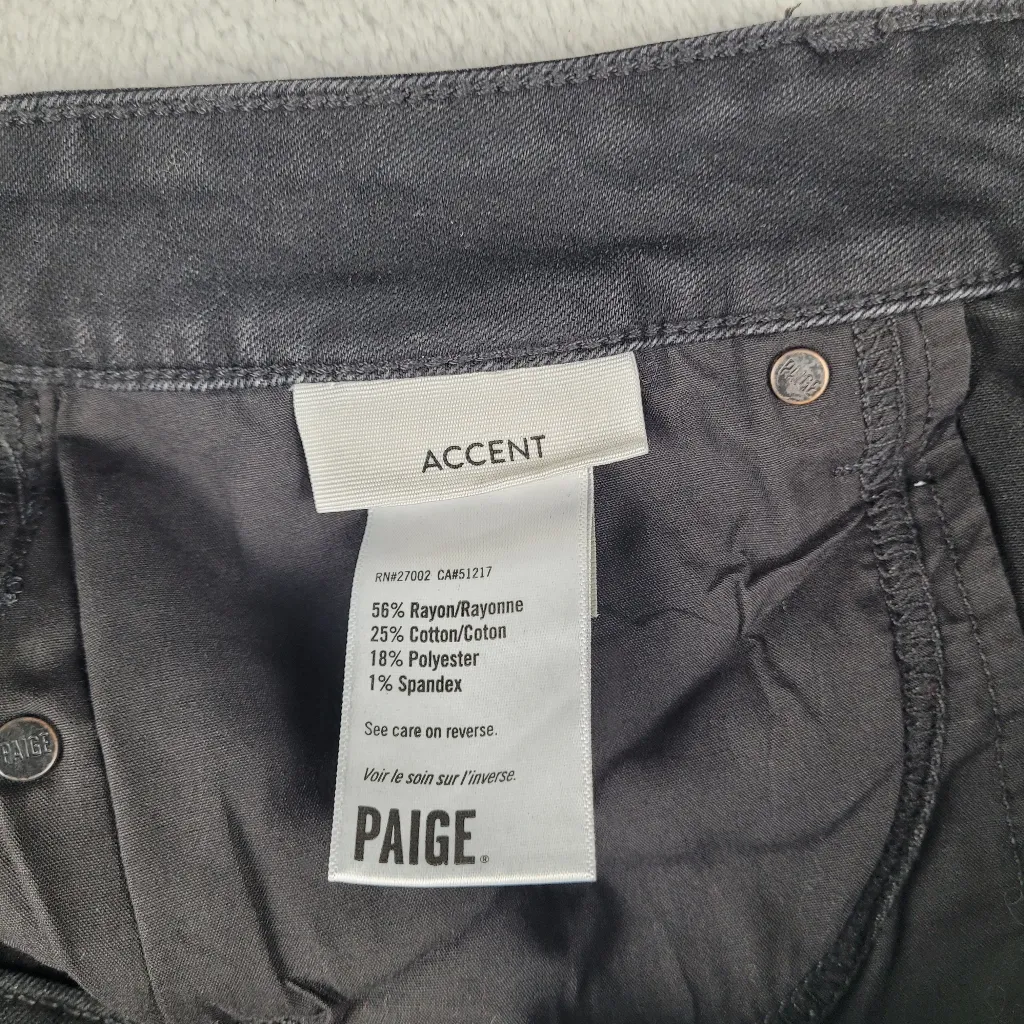 PAIGE
ACCENT
RN#27002 CA#51217
56% Rayon/Rayonne
25% Cotton/Coton
18% Polyester
1% Spandex
See care on reverse.
PAIGE
Voir le soin sur l'inverse.
PAIGE®